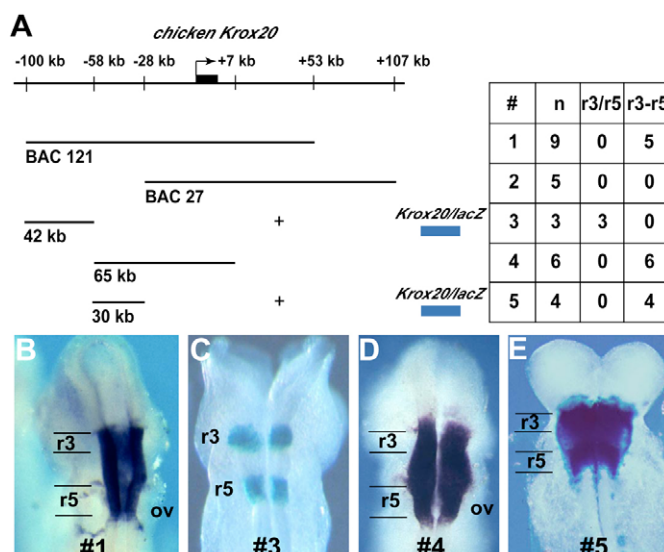 A
chicken Krox20
-100 kb -58 kb -28 kb +7 kb +53 kb +107 kb
# n r3/r5 r3-r5
1 9 0 5
2 5 0 0
3 3 3 0
4 6 0 6
5 4 0 4
BAC 121
BAC 27
42 kb + Krox20/lacZ
65 kb
30 kb + Krox20/lacZ
B r3 r5 ov #1
C r3 r5 #3
D r3 r5 ov #4
E r3 r5 #5